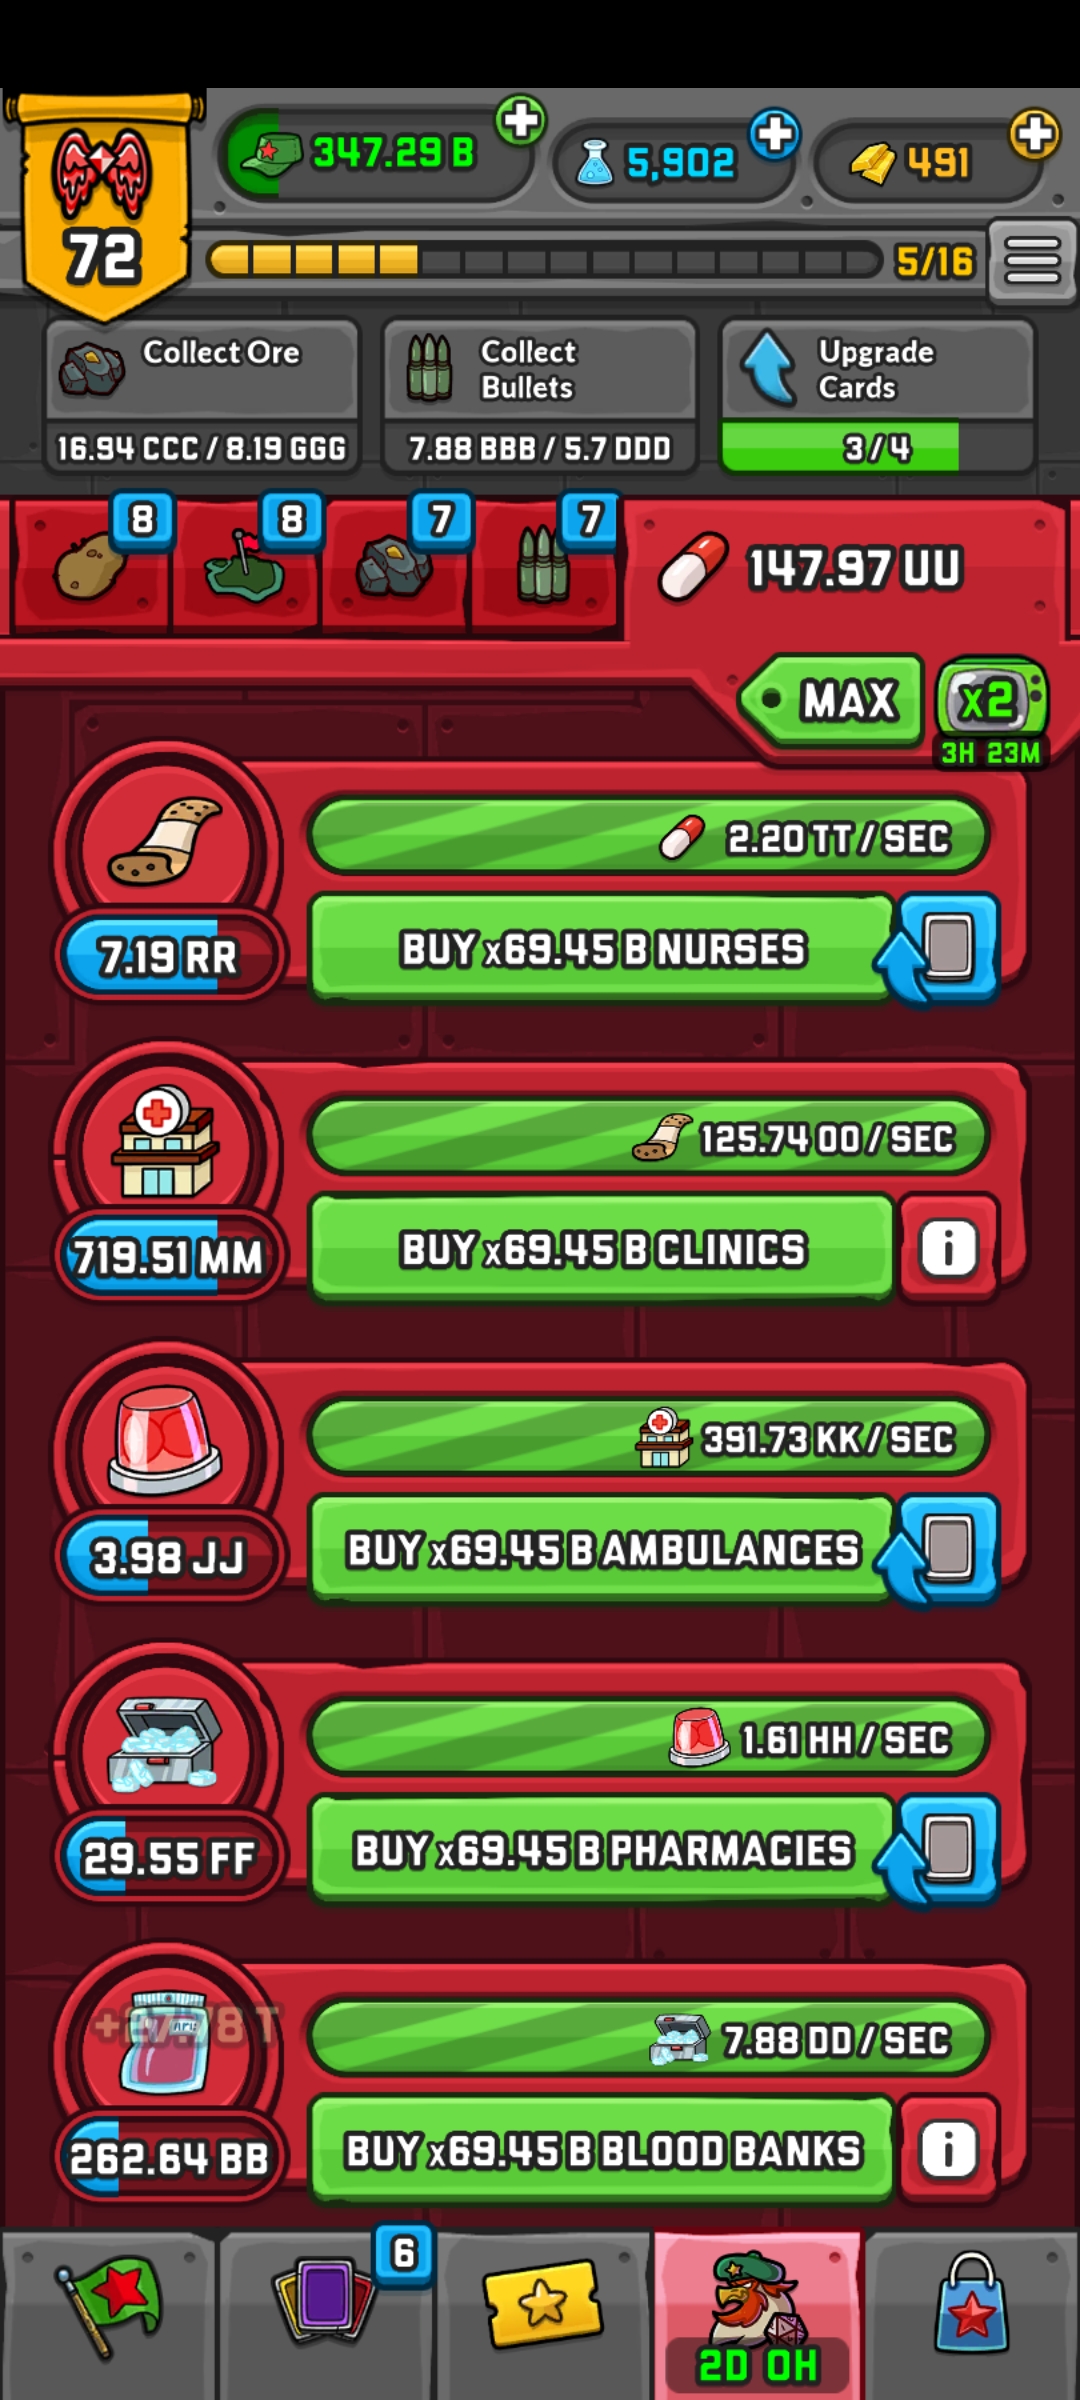 347.29 B
5,902
491
72
5/16
Collect Ore
16.94 CCC / 8.19 GGG
Collect
Bullets
7.88 BBB / 5.7 DDD
Upgrade
Cards
3/4
8
8
7
7
147.97 UU
MAX
x2
3H 23M
2.20 TT / SEC
7.19 RR
BUY x69.45 B NURSES
125.74 OO / SEC
719.51 MM
BUY x69.45 B CLINICS
i
391.73 KK / SEC
3.98 JJ
BUY x69.45 B AMBULANCES
1.61 HH / SEC
29.55 FF
BUY x69.45 B PHARMACIES
7.88 DD / SEC
262.64 BB
BUY x69.45 B BLOOD BANKS
i
6
2D 0H